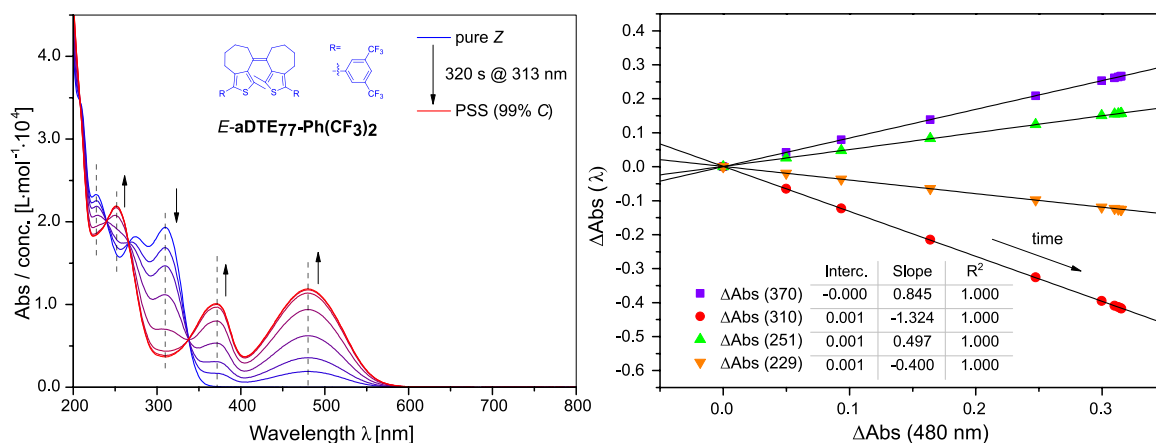 4.0
3.0
2.0
1.0
0.0
Abs / conc. [L·mol⁻¹·10⁴)
200 300 400 500 600 700 800
Wavelength λ [nm]
R=
CF₃
CF₃
S
S
R
R
E-aDTE₇₇-Ph(CF₃)₂
pure Z
320 s @ 313 nm
PSS (99% C)
0.4
0.3
0.2
0.1
0.0
-0.1
-0.2
-0.3
-0.4
-0.5
-0.6
ΔAbs (λ)
0.0 0.1 0.2 0.3
ΔAbs (480 nm)
time
Interc. Slope R²
ΔAbs (370) -0.000 0.845 1.000
ΔAbs (310) 0.001 -1.324 1.000
ΔAbs (251) 0.001 0.497 1.000
ΔAbs (229) 0.001 -0.400 1.000